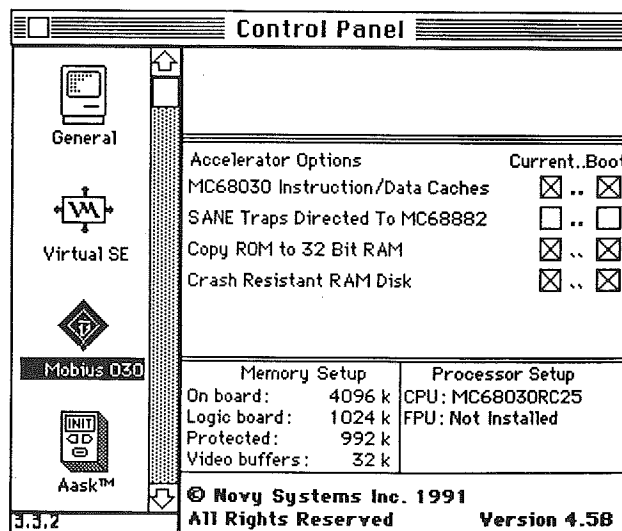 Control Panel
General
Virtual SE
Mobius 030
INIT
Aask™
3.3.2
Accelerator Options Current..Boot
MC68030 Instruction/Data Caches ..
SANE Traps Directed To MC68882 ..
Copy ROM to 32 Bit RAM ..
Crash Resistant RAM Disk ..
Memory Setup
On board: 4096 k
Logic board: 1024 k
Protected: 992 k
Video buffers: 32 k
Processor Setup
CPU: MC68030RC25
FPU: Not Installed
© Novy Systems Inc. 1991
All Rights Reserved Version 4.58